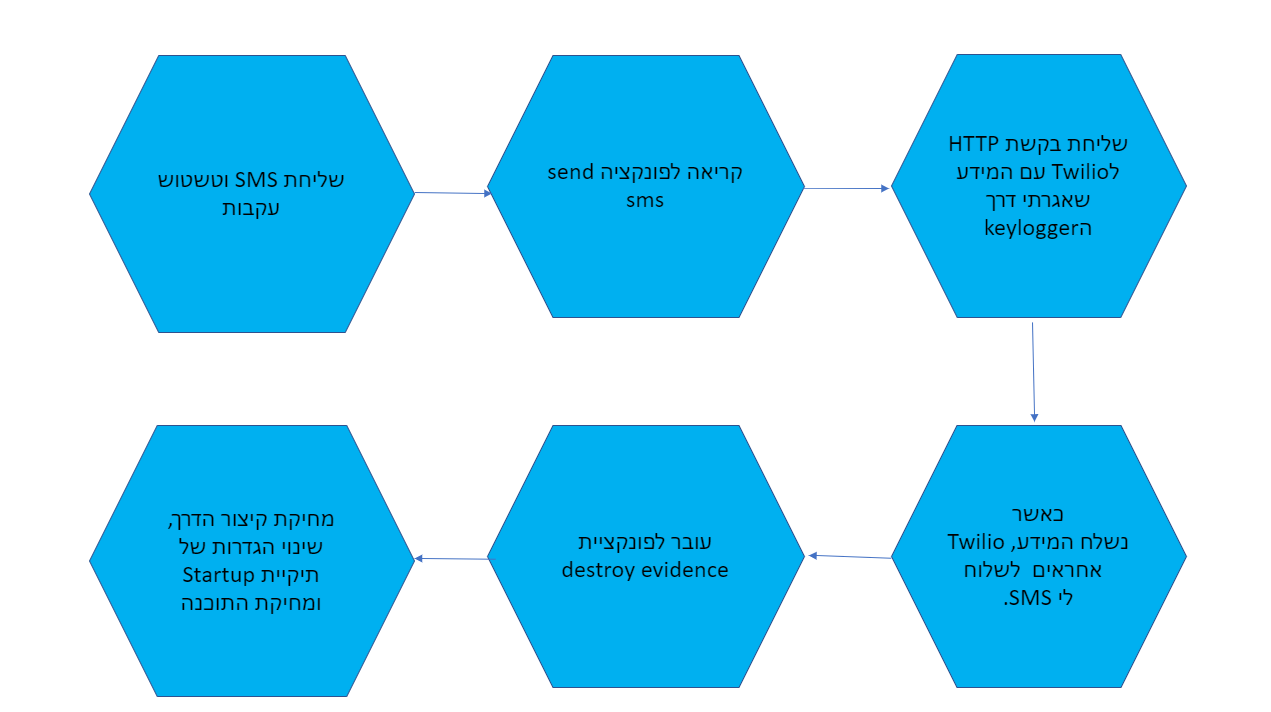 שליחת SMS וטשטוש
עקבות
קריאה לפונקציה send
sms
שליחת בקשת HTTP
לTwilio עם המידע
שאגרתי דרך
הkeylogger
כאשר
נשלח המידע, Twilio
אחראים לשלוח
לי SMS.
עובר לפונקציית
destroy evidence
מחיקת קיצור הדרך,
שינוי הגדרות של
תיקיית Startup
ומחיקת התוכנה